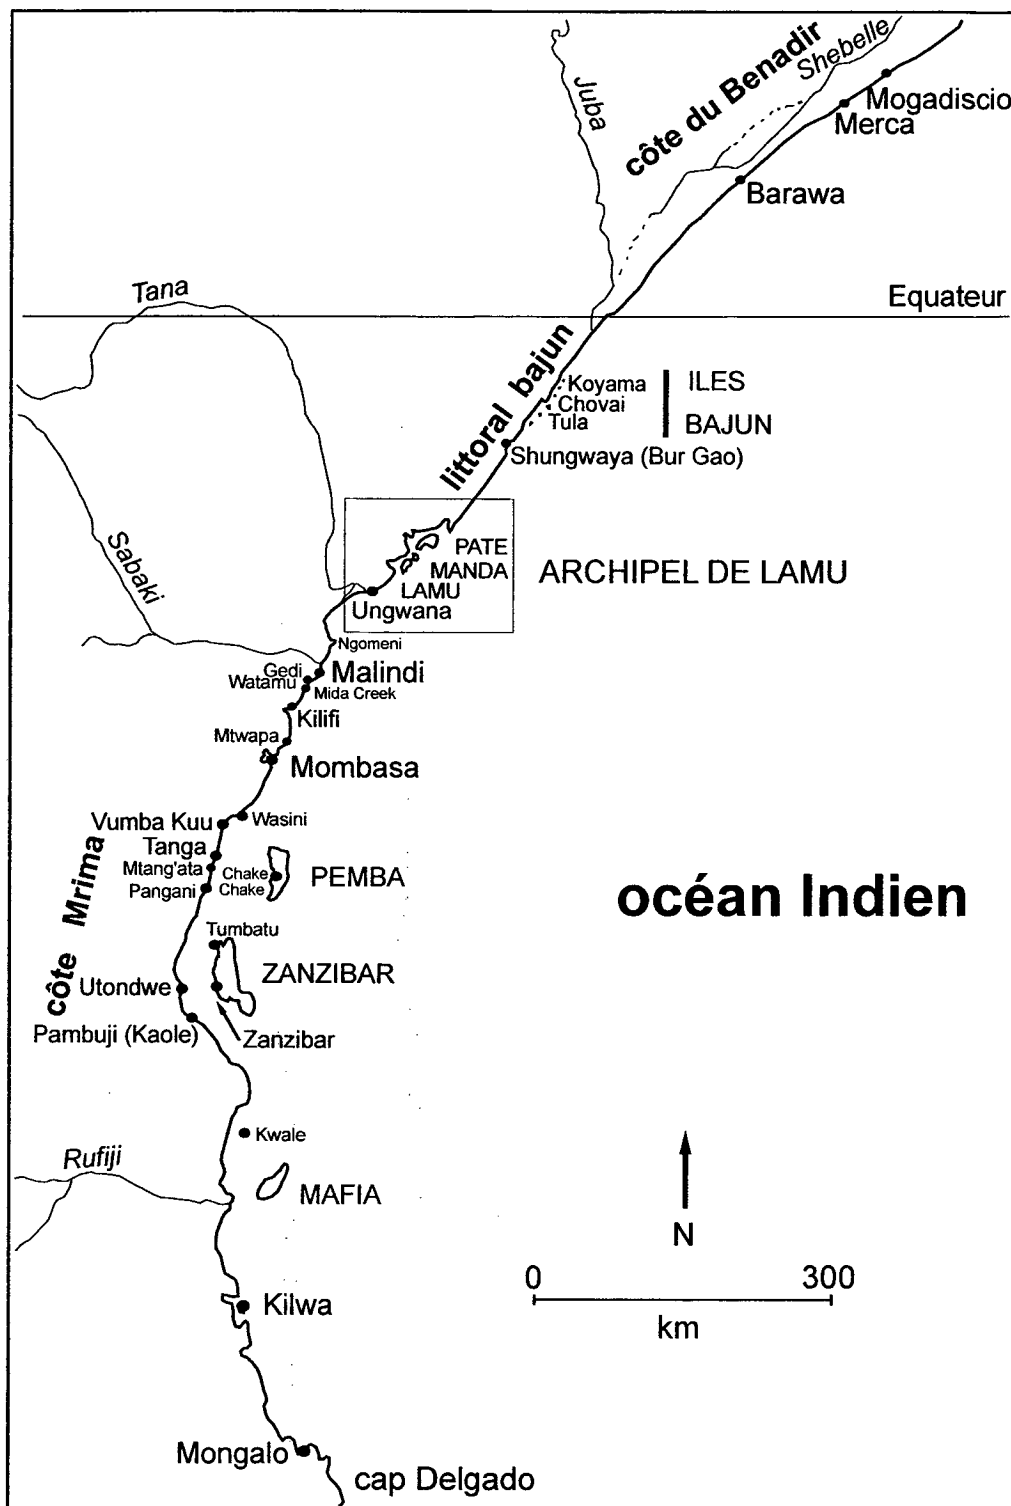 côte du Benadir
Shebelle
Juba
Mogadiscio
Merca
Barawa
Tana
Equateur
littoral bajun
Koyama
Chovai
Tula
ILES
BAJUN
Shungwaya (Bur Gao)
Sabaki
PATE
MANDA
LAMU
ARCHIPEL DE LAMU
Ungwana
Ngomeni
Gedi
Malindi
Watamu
Mida Creek
Kilifi
Mtwapa
Mombasa
Vumba Kuu
Wasini
Tanga
Mtang'ata
Pangani
côte Mrima
Chake
Chake
PEMBA
océan Indien
Tumbatu
ZANZIBAR
Utondwe
Pambuji (Kaole)
Zanzibar
Kwale
Rufiji
MAFIA
N
0 300
km
Kilwa
Mongalo
cap Delgado